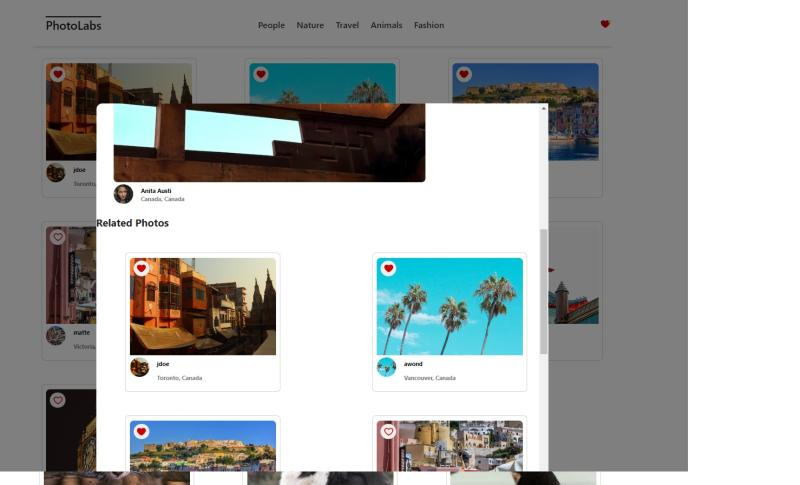 PhotoLabs
People Nature Travel Animals Fashion
jdoe
Toronto,
matte
Victoria,
Anita Austi
Canada, Canada
Related Photos
jdoe
Toronto, Canada
awond
Vancouver, Canada